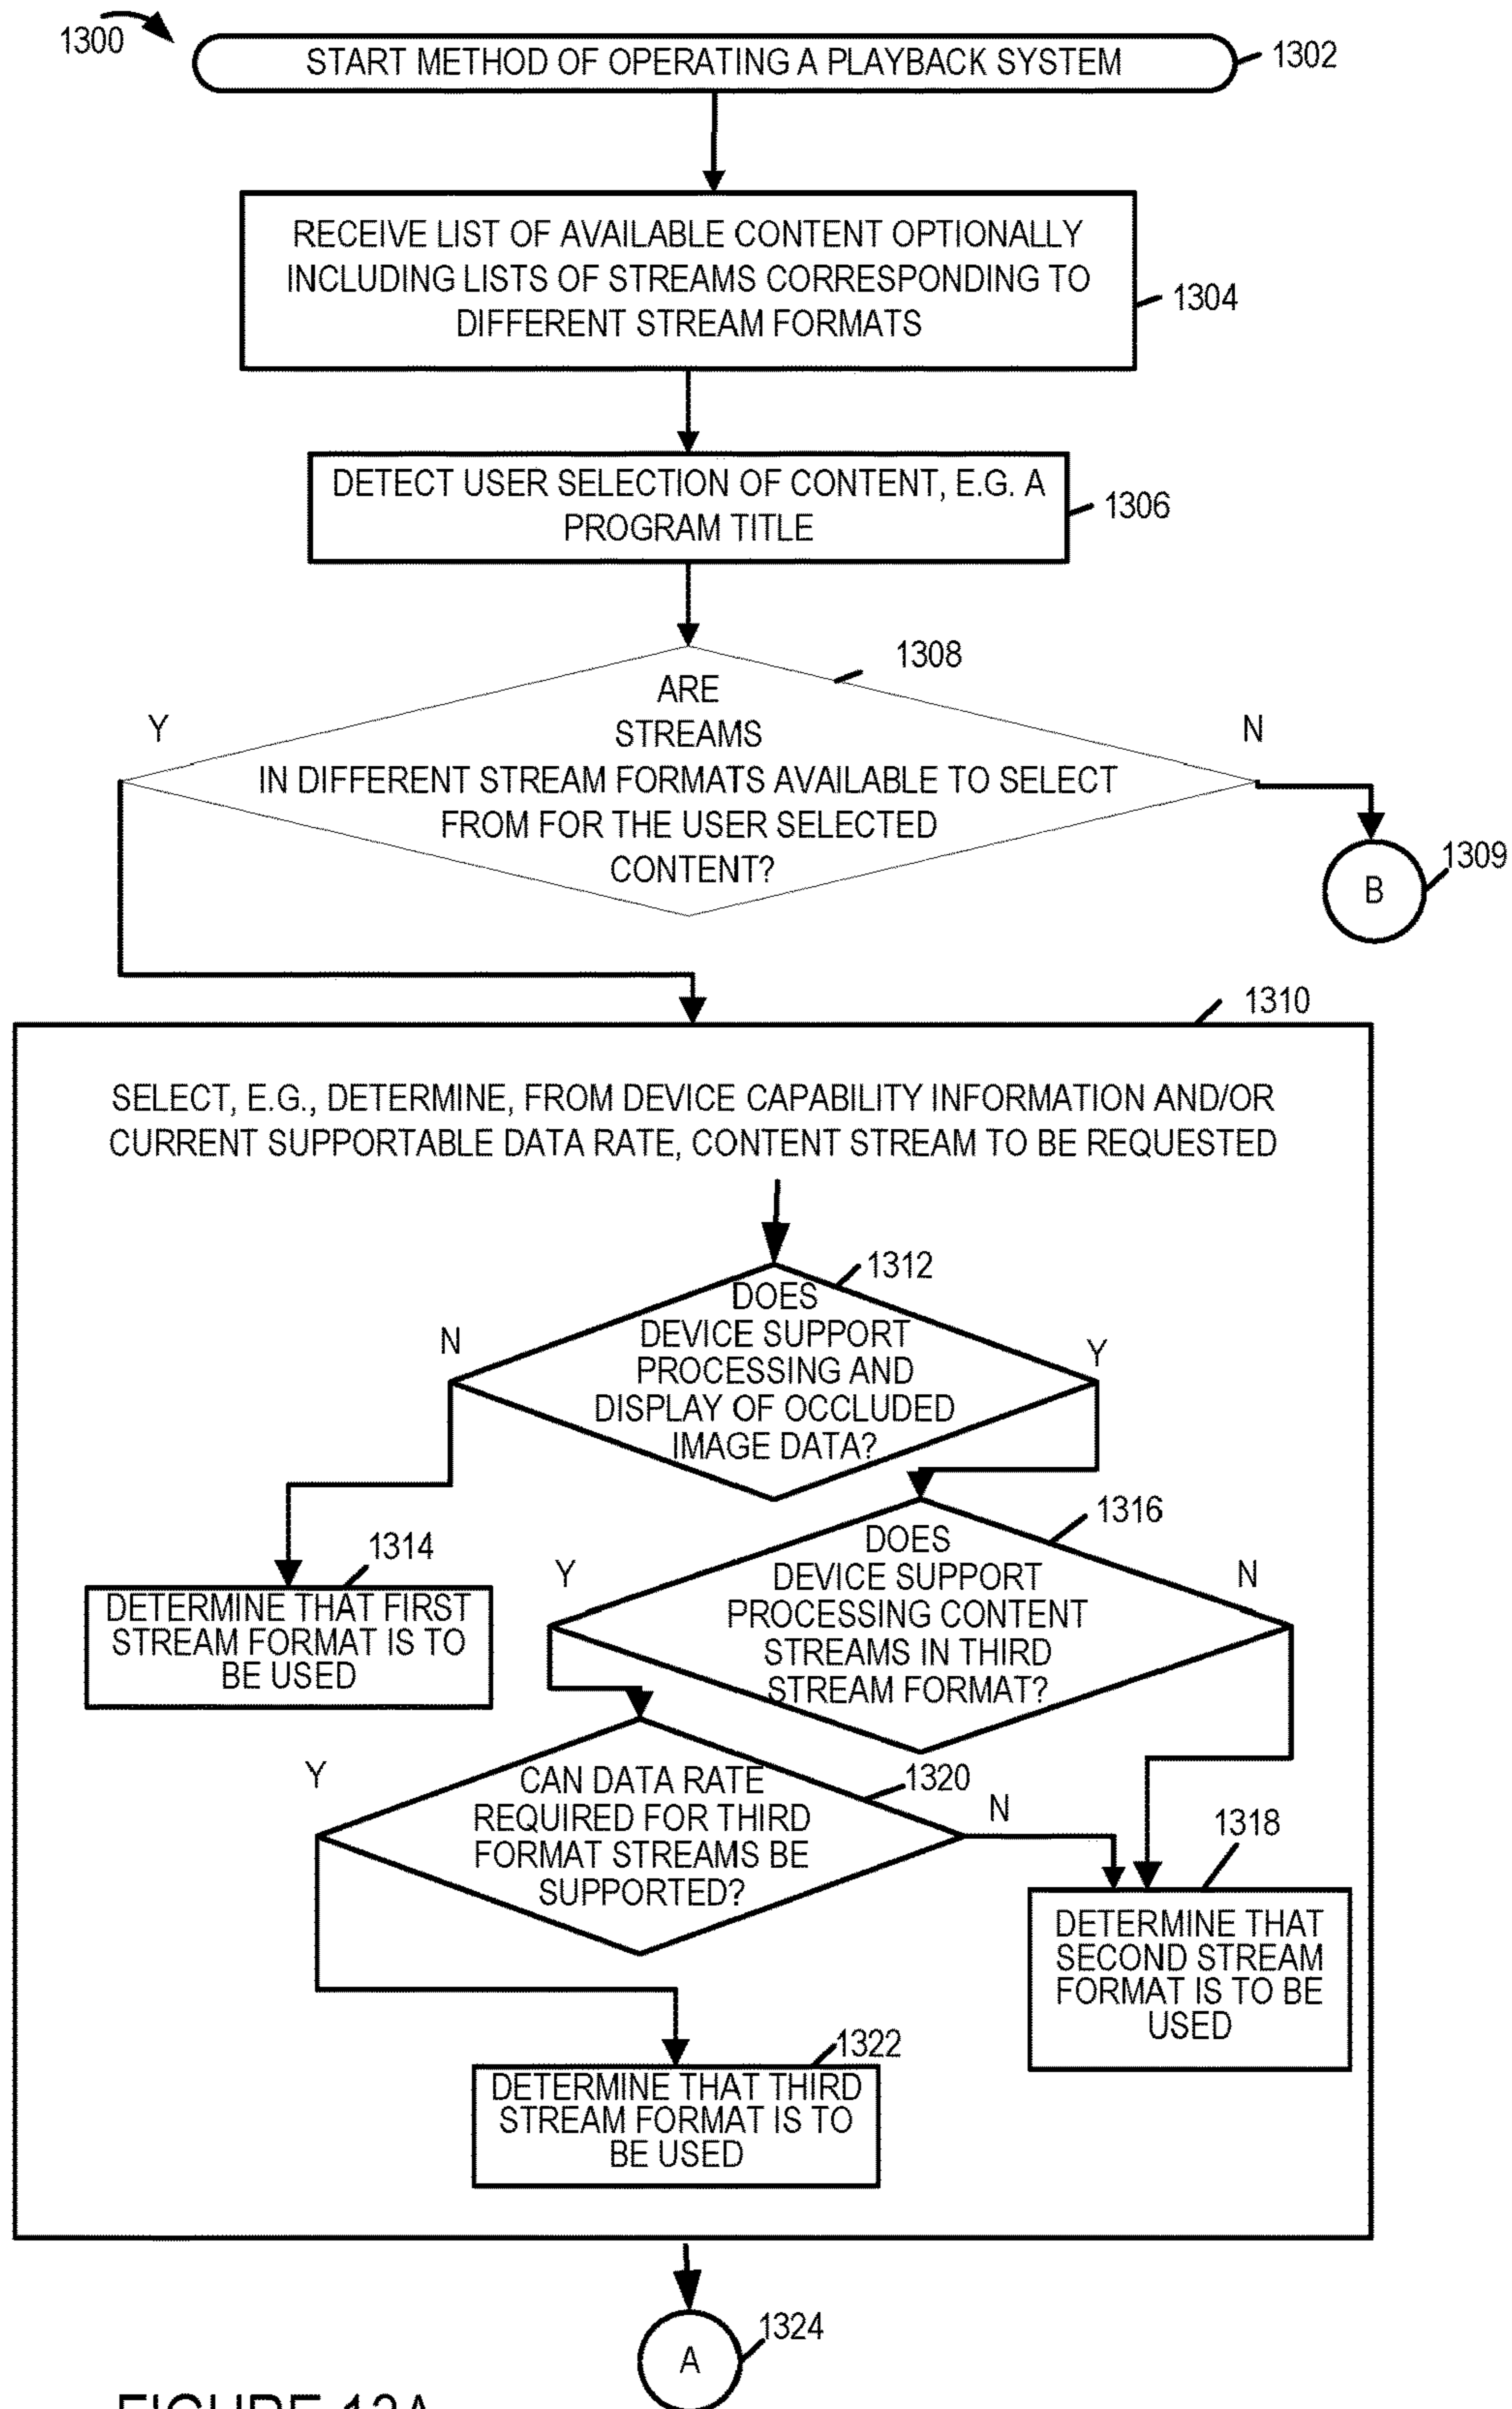 1300
START METHOD OF OPERATING A PLAYBACK SYSTEM
1302
RECEIVE LIST OF AVAILABLE CONTENT OPTIONALLY
INCLUDING LISTS OF STREAMS CORRESPONDING TO
DIFFERENT STREAM FORMATS
1304
DETECT USER SELECTION OF CONTENT, E.G. A
PROGRAM TITLE
1306
1308
ARE
STREAMS
IN DIFFERENT STREAM FORMATS AVAILABLE TO SELECT
FROM FOR THE USER SELECTED
CONTENT?
Y
N
B
1309
1310
SELECT, E.G., DETERMINE, FROM DEVICE CAPABILITY INFORMATION AND/OR
CURRENT SUPPORTABLE DATA RATE, CONTENT STREAM TO BE REQUESTED
1312
DOES
DEVICE SUPPORT
PROCESSING AND
DISPLAY OF OCCLUDED
IMAGE DATA?
N
Y
1314
DETERMINE THAT FIRST
STREAM FORMAT IS TO
BE USED
1316
DOES
DEVICE SUPPORT
PROCESSING CONTENT
STREAMS IN THIRD
STREAM FORMAT?
Y
N
1320
CAN DATA RATE
REQUIRED FOR THIRD
FORMAT STREAMS BE
SUPPORTED?
Y
N
1318
DETERMINE THAT
SECOND STREAM
FORMAT IS TO BE
USED
1322
DETERMINE THAT THIRD
STREAM FORMAT IS TO
BE USED
A
1324
FIGURE 13A